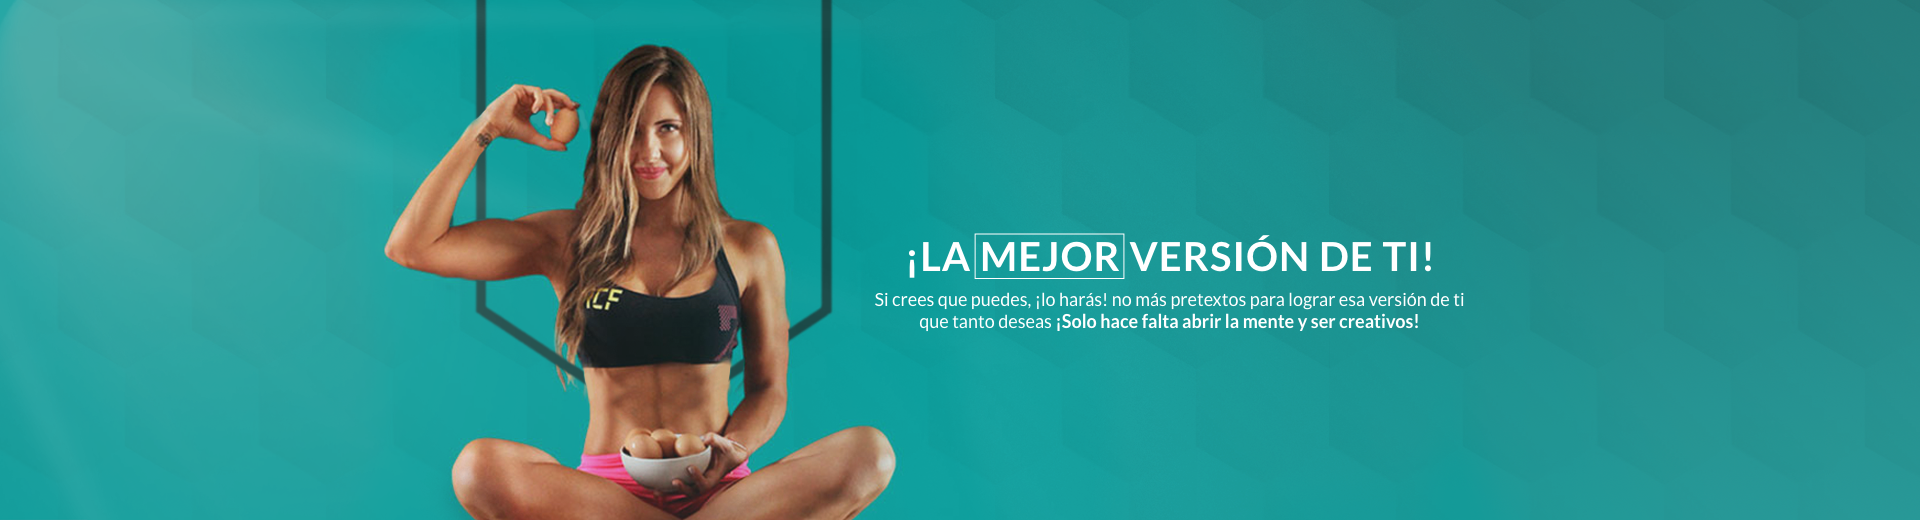 ¡LA MEJOR VERSIÓN DE TI!
Si crees que puedes, ¡lo harás! no más pretextos para lograr esa versión de ti
que tanto deseas ¡Solo hace falta abrir la mente y ser creativos!